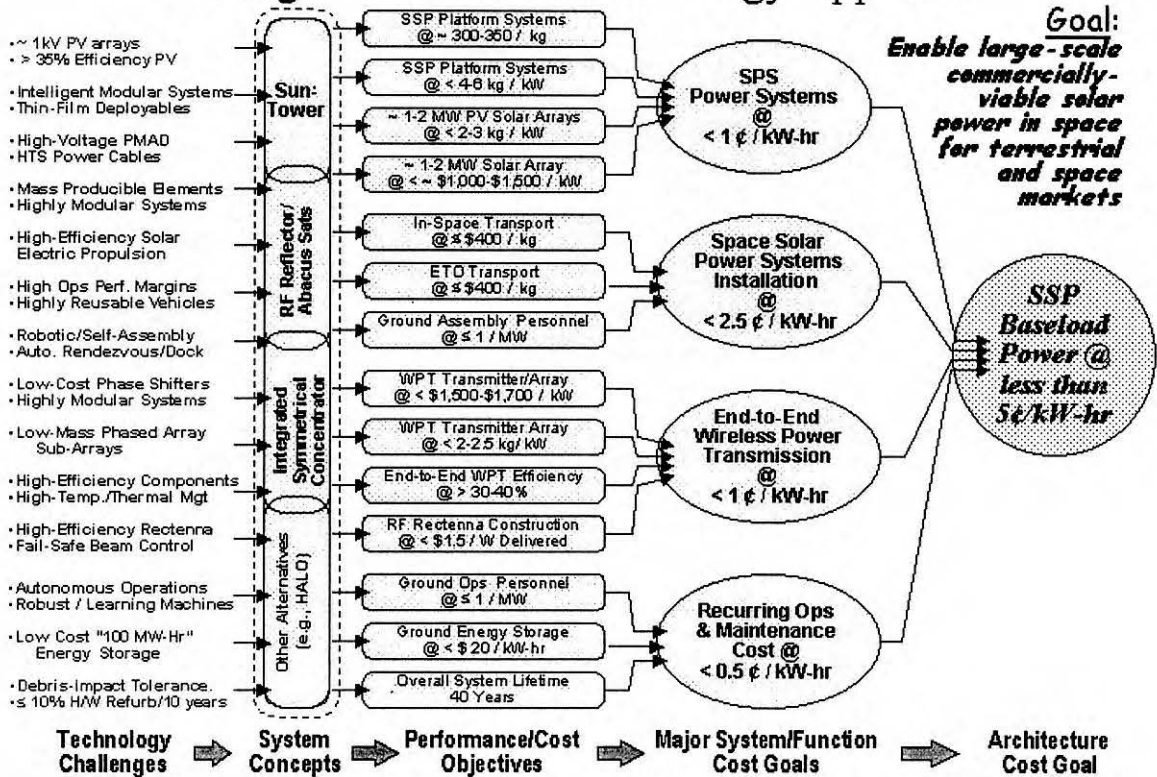 Goal:
Enable large-scale
commercially-
viable solar
power in space
for terrestrial
and space
markets
• ~ 1kV PV arrays
• > 35% Efficiency PV
• Intelligent Modular Systems
• Thin-Film Deployables
• High-Voltage PMAD
• HTS Power Cables
• Mass Producible Elements
• Highly Modular Systems
• High-Efficiency Solar
Electric Propulsion
• High Ops Perf. Margins
• Highly Reusable Vehicles
• Robotic/Self-Assembly
• Auto. Rendezvous/Dock
• Low-Cost Phase Shifters
• Highly Modular Systems
• Low-Mass Phased Array
Sub-Arrays
• High-Efficiency Components
• High-Temp./Thermal Mgt
• High-Efficiency Rectenna
• Fail-Safe Beam Control
• Autonomous Operations
• Robust / Learning Machines
• Low Cost "100 MW-Hr"
Energy Storage
• Debris-Impact Tolerance.
• ≤ 10% H/W Refurb/10 years
Sun-
Tower
RF Reflector/
Abacus Sats
Integrated
Symmetrical
Concentrator
Other Alternatives
(e.g., HALO)
SSP Platform Systems
@ ~ 300-350 / kg
SSP Platform Systems
@ < 4-6 kg / kW
~ 1-2 MW PV Solar Arrays
@ < 2-3 kg / kW
~ 1-2 MW Solar Array
@ < ~ $1,000-$1,500 / kW
In-Space Transport
@ ≤ $400 / kg
ETO Transport
@ ≤ $400 / kg
Ground Assembly Personnel
@ ≤ 1 / MW
WPT Transmitter/Array
@ < $1,500-$1,700 / kW
WPT Transmitter Array
@ < 2-2.5 kg/ kW
End-to-End WPT Efficiency
@ > 30-40%
RF Rectenna Construction
@ < $1.5 / W Delivered
Ground Ops Personnel
@ ≤ 1 / MW
Ground Energy Storage
@ < $ 20 / kW-hr
Overall System Lifetime
40 Years
SPS
Power Systems
@
< 1 ¢ / kW-hr
Space Solar
Power Systems
Installation
@
< 2.5 ¢ / kW-hr
End-to-End
Wireless Power
Transmission
@
< 1 ¢ / kW-hr
Recurring Ops
& Maintenance
Cost @
< 0.5 ¢ / kW-hr
SSP
Baseload
Power @
less than
5¢/kW-hr
Technology
Challenges
System
Concepts
Performance/Cost
Objectives
Major System/Function
Cost Goals
Architecture
Cost Goal